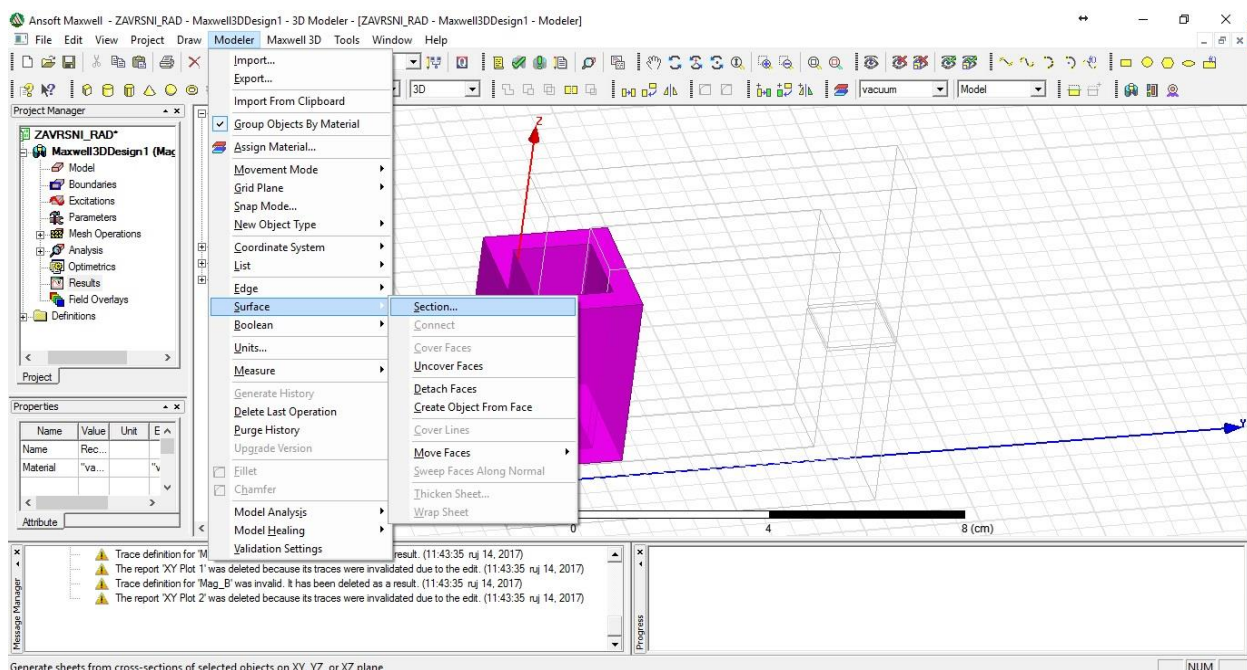 Ansoft Maxwell - ZAVRSNI_RAD - Maxwell3DDesign1 - 3D Modeler - [ZAVRSNI_RAD - Maxwell3DDesign1 - Modeler]
File Edit View Project Draw Modeler Maxwell 3D Tools Window Help
3D
vacuum
Model
Project Manager
ZAVRSNI_RAD*
Maxwell3DDesign1 (Mag
Model
Boundaries
Excitations
Parameters
Mesh Operations
Analysis
Optimetrics
Results
Field Overlays
Definitions
Project
Properties
Name Value Unit E
Name Rec...
Material "va... "v
Attribute
Import...
Export...
Import From Clipboard
Group Objects By Material
Assign Material...
Movement Mode
Grid Plane
Snap Mode...
New Object Type
Coordinate System
List
Edge
Surface
Boolean
Units...
Measure
Generate History
Delete Last Operation
Purge History
Upgrade Version
Fillet
Chamfer
Model Analysis
Model Healing
Validation Settings
Section...
Connect
Cover Faces
Uncover Faces
Detach Faces
Create Object From Face
Cover Lines
Move Faces
Sweep Faces Along Normal
Thicken Sheet...
Wrap Sheet
Z
Y
0 4 8 (cm)
Message Manager
Trace definition for 'M result. (11:43:35 ruj 14, 2017)
The report 'XY Plot 1' was deleted because its traces were invalidated due to the edit. (11:43:35 ruj 14, 2017)
Trace definition for 'Mag_B' was invalid. It has been deleted as a result. (11:43:35 ruj 14, 2017)
The report 'XY Plot 2' was deleted because its traces were invalidated due to the edit. (11:43:35 ruj 14, 2017)
Progress
Generate sheets from cross-sections of selected objects on XY, YZ, or XZ plane
NUM